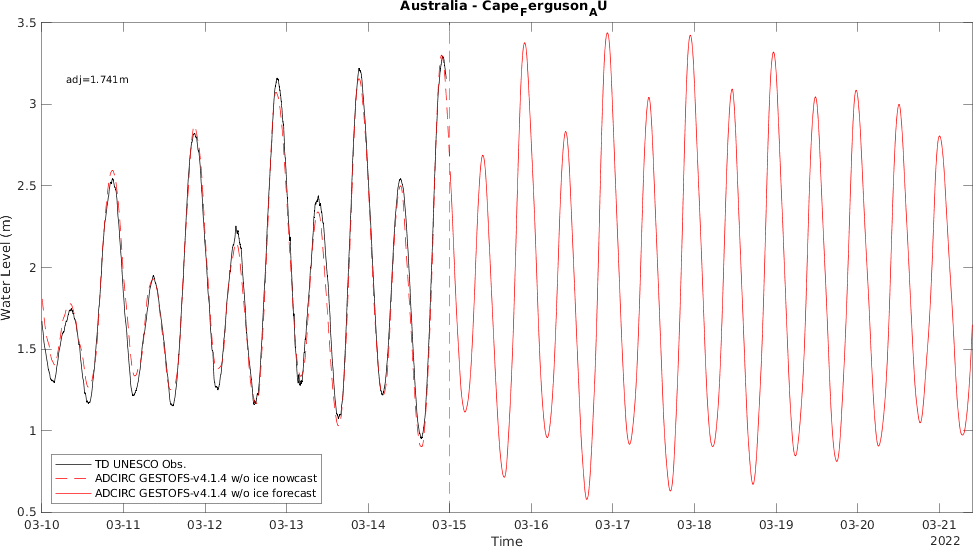 Australia - Cape_Ferguson_AU
3.5
adj=1.741m
3
2.5
2
1.5
1
0.5
Water Level (m)
TD UNESCO Obs.
ADCIRC GESTOFS-v4.1.4 w/o ice nowcast
ADCIRC GESTOFS-v4.1.4 w/o ice forecast
03-10 03-11 03-12 03-13 03-14 03-15 03-16 03-17 03-18 03-19 03-20 03-21
Time
2022